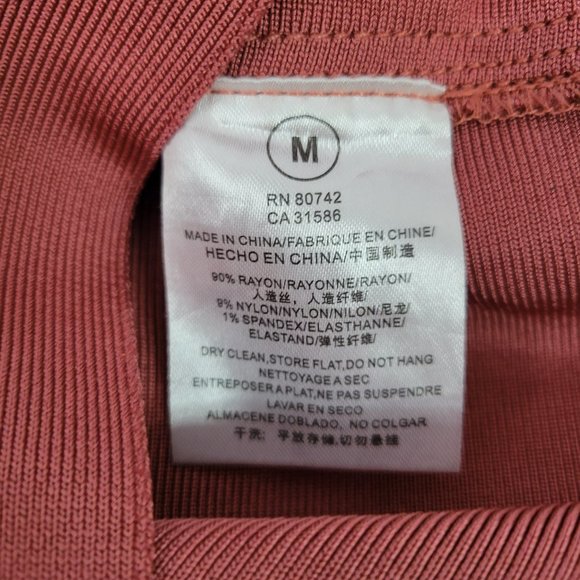 M
RN 80742
CA 31586
MADE IN CHINA/FABRIQUE EN CHINE/
HECHO EN CHINA/中国制造
90% RAYON/RAYONNE/RAYON/
人造丝，人造纤维/
9% NYLON/NYLON/NILON/尼龙/
1% SPANDEX/ELASTHANNE/
ELASTAND/弹性纤维/
DRY CLEAN,STORE FLAT,DO NOT HANG
NETTOYAGE A SEC
ENTREPOSER A PLAT,NE PAS SUSPENDRE
LAVAR EN SECO
ALMACENE DOBLADO, NO COLGAR
干洗; 平放存储,切勿悬挂